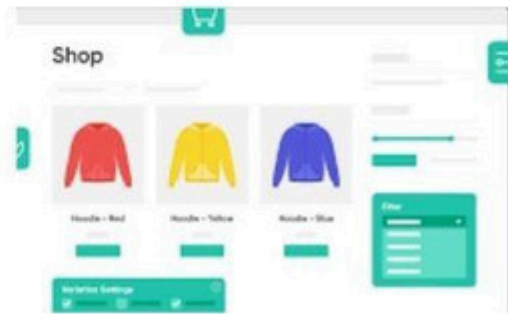 Shop
Hoodie - Red
Hoodie - Yellow
Hoodie - Blue
Filter
Variation Settings